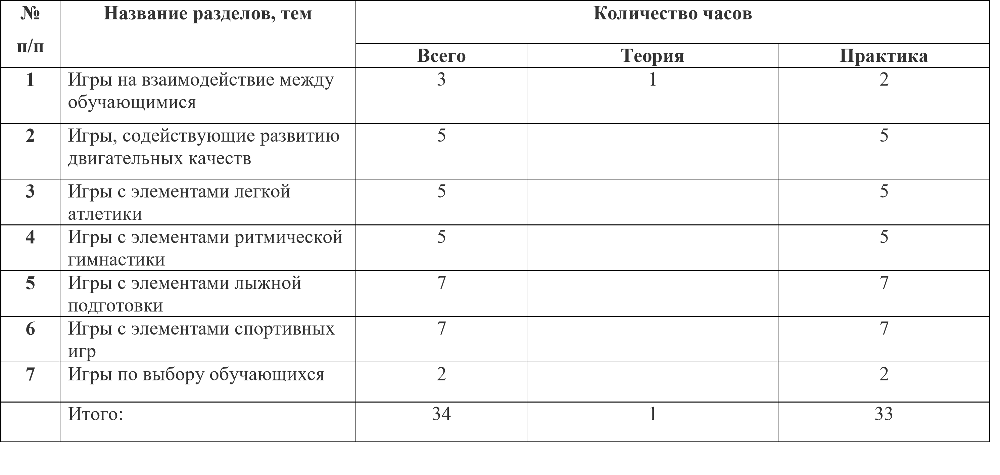 № Название разделов, тем Количество часов
п/п
Всего Теория Практика
1 Игры на взаимодействие между 3 1 2
обучающимися
2 Игры, содействующие развитию 5 5
двигательных качеств
3 Игры с элементами легкой 5 5
атлетики
4 Игры с элементами ритмической 5 5
гимнастики
5 Игры с элементами лыжной 7 7
подготовки
6 Игры с элементами спортивных 7 7
игр
7 Игры по выбору обучающихся 2 2
Итого: 34 1 33